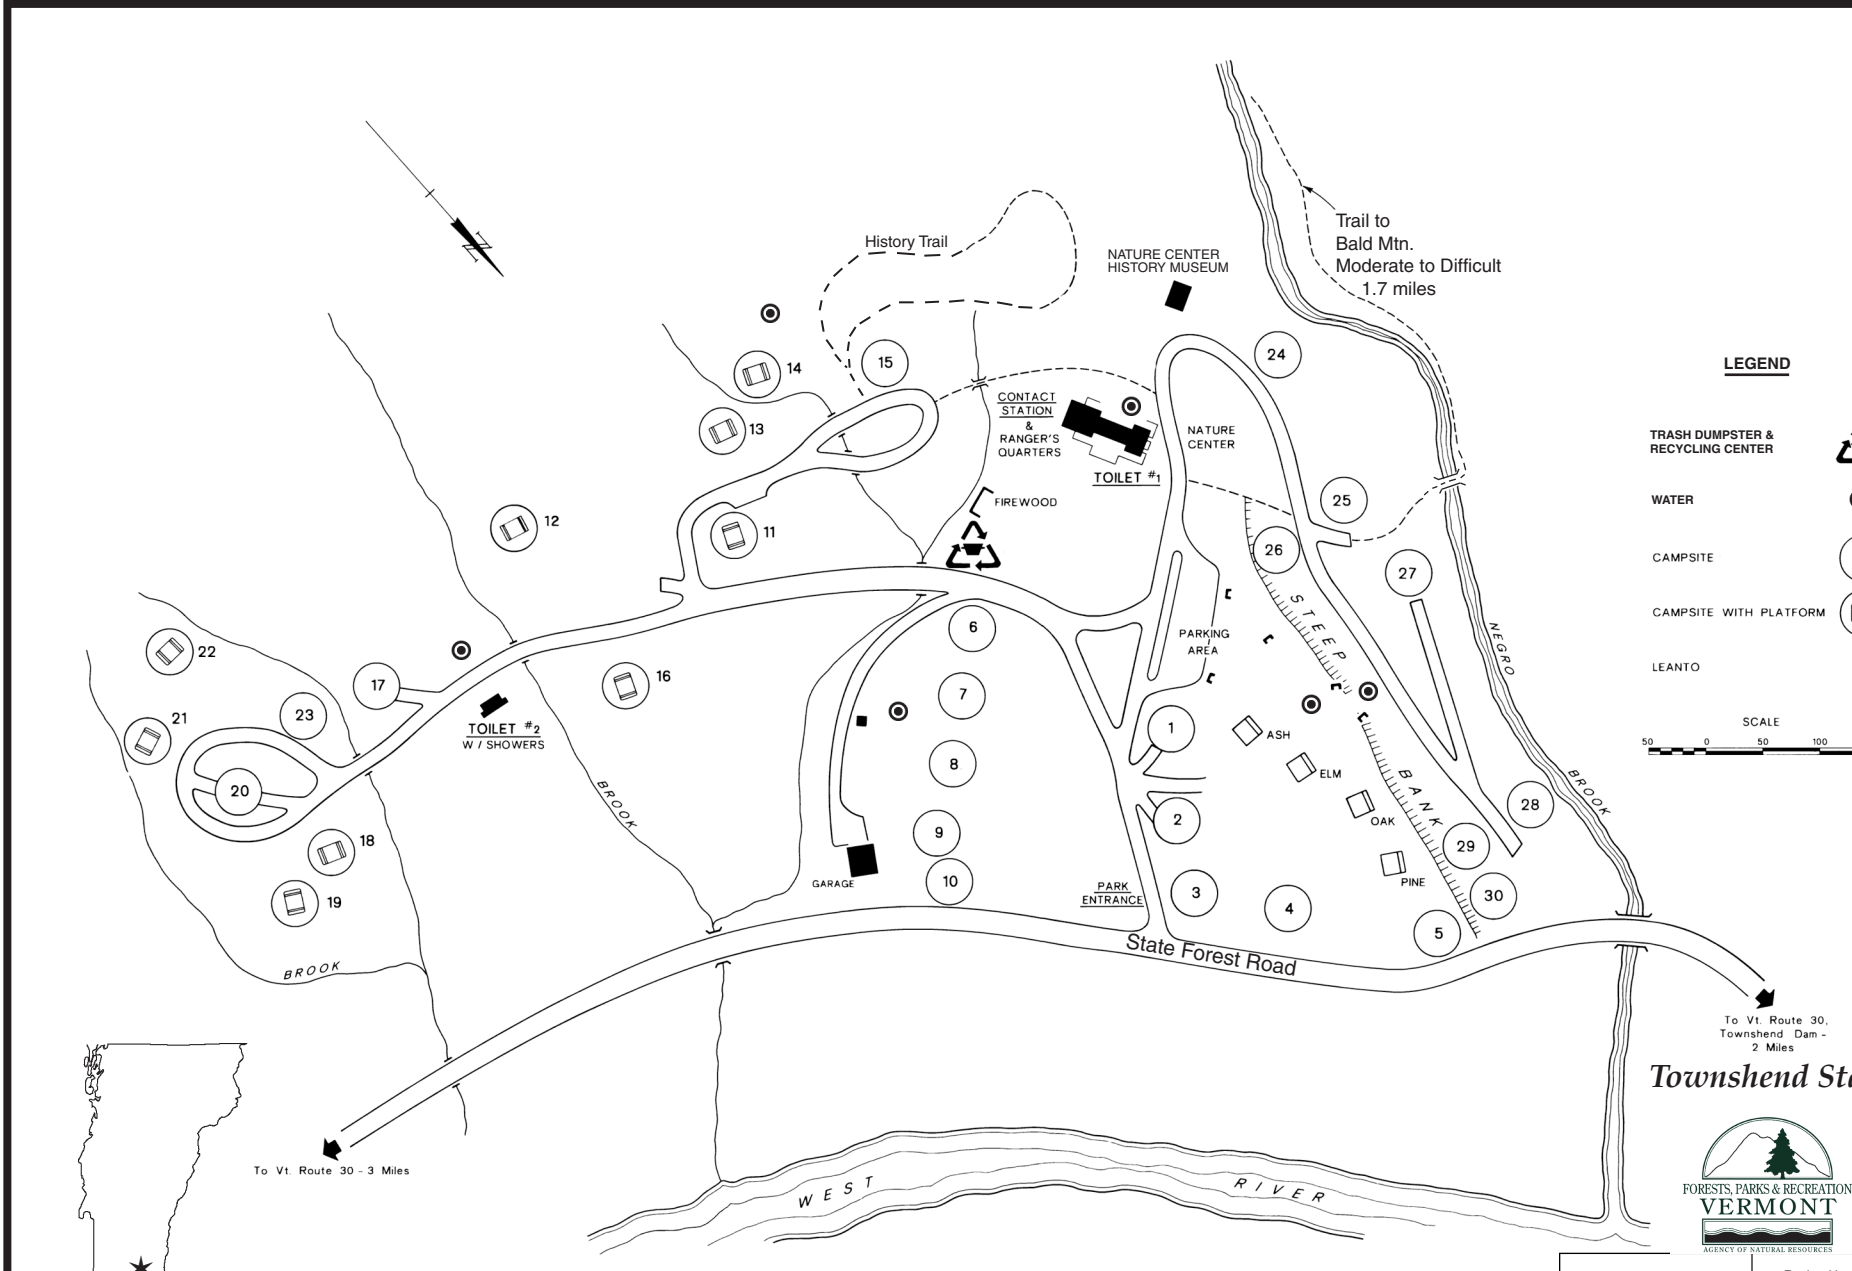 History Trail
NATURE CENTER
HISTORY MUSEUM
Trail to
Bald Mtn.
Moderate to Difficult
1.7 miles
N
14
15
24
13
CONTACT
STATION
&
RANGER'S
QUARTERS
TOILET #1
NATURE
CENTER
12
11
FIREWOOD
25
26
27
STEEP
BANK
6
PARKING
AREA
NEGRO
BROOK
22
21
23
17
20
18
19
16
TOILET #2
W / SHOWERS
BROOK
BROOK
7
8
9
10
GARAGE
1
2
3
4
5
ASH
ELM
OAK
PINE
28
29
30
PARK
ENTRANCE
State Forest Road
To Vt. Route 30 - 3 Miles
To Vt. Route 30,
Townshend Dam -
2 Miles
WEST RIVER
LEGEND
TRASH DUMPSTER &
RECYCLING CENTER
WATER
CAMPSITE
CAMPSITE WITH PLATFORM
LEANTO
SCALE
50 0 50 100
Townshend Sta
FORESTS, PARKS & RECREATION
VERMONT
AGENCY OF NATURAL RESOURCES